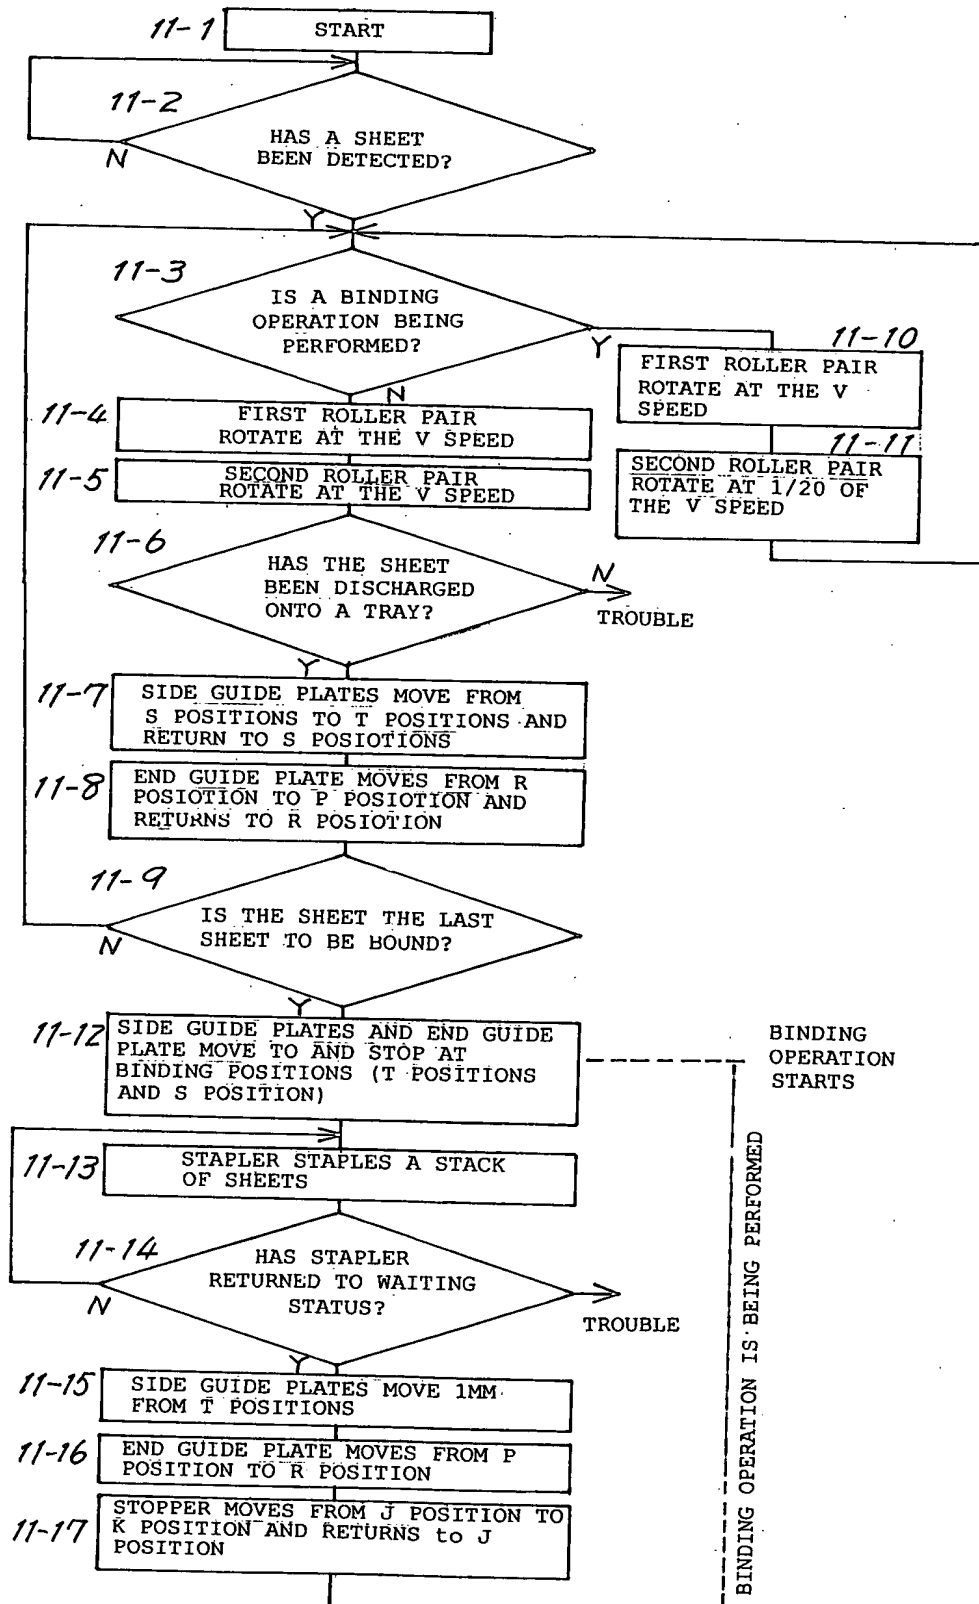 11-1
START
11-2
HAS A SHEET
BEEN DETECTED?
N
Y
11-3
IS A BINDING
OPERATION BEING
PERFORMED?
Y
N
11-10
FIRST ROLLER PAIR
ROTATE AT THE V
SPEED
11-11
SECOND ROLLER PAIR
ROTATE AT 1/20 OF
THE V SPEED
11-4
FIRST ROLLER PAIR
ROTATE AT THE V SPEED
11-5
SECOND ROLLER PAIR
ROTATE AT THE V SPEED
11-6
HAS THE SHEET
BEEN DISCHARGED
ONTO A TRAY?
N
TROUBLE
Y
11-7
SIDE GUIDE PLATES MOVE FROM
S POSITIONS TO T POSITIONS AND
RETURN TO S POSIOTIONS
11-8
END GUIDE PLATE MOVES FROM R
POSIOTION TO P POSIOTION AND
RETURNS TO R POSIOTION
11-9
IS THE SHEET THE LAST
SHEET TO BE BOUND?
N
Y
11-12
SIDE GUIDE PLATES AND END GUIDE
PLATE MOVE TO AND STOP AT
BINDING POSITIONS (T POSITIONS
AND S POSITION)
BINDING
OPERATION
STARTS
11-13
STAPLER STAPLES A STACK
OF SHEETS
11-14
HAS STAPLER
RETURNED TO WAITING
STATUS?
N
TROUBLE
Y
11-15
SIDE GUIDE PLATES MOVE 1MM
FROM T POSITIONS
11-16
END GUIDE PLATE MOVES FROM P
POSITION TO R POSITION
11-17
STOPPER MOVES FROM J POSITION TO
K POSITION AND RETURNS to J
POSITION
BINDING OPERATION IS BEING PERFORMED